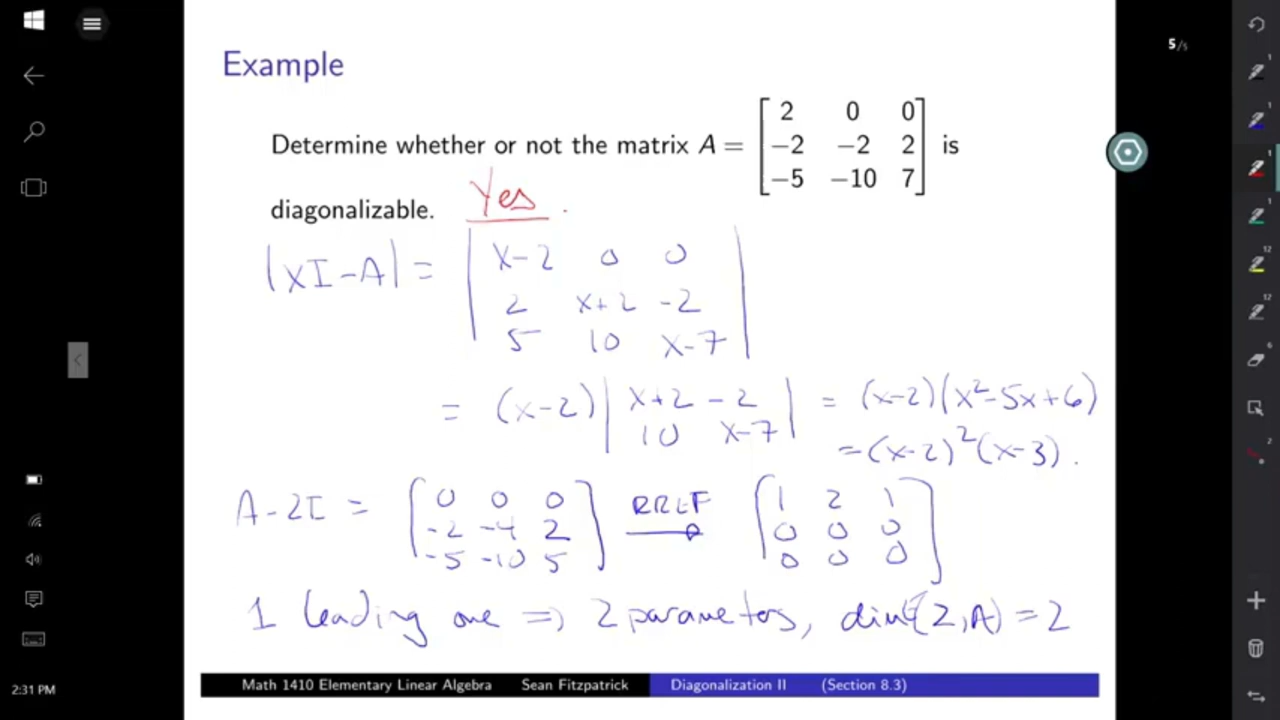 5/5
Example
Determine whether or not the matrix A = [ 2 0 0 ; −2 −2 2 ; −5 −10 7 ] is
diagonalizable. Yes.
|xI-A| = | x-2 0 0 |
| 2 x+2 -2 |
| 5 10 x-7 |
= (x-2) | x+2 -2 ; 10 x-7 | = (x-2)(x²-5x+6)
= (x-2)²(x-3).
A-2I = [ 0 0 0 ; -2 -4 2 ; -5 -10 5 ] RREF → [ 1 2 1 ; 0 0 0 ; 0 0 0 ]
1 leading one ⇒ 2 parameters, dim E(2,A) = 2
Math 1410 Elementary Linear Algebra Sean Fitzpatrick Diagonalization II (Section 8.3)
2:31 PM